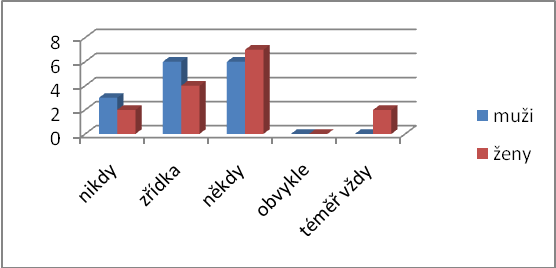 8
6
4
2
0
nikdy
zřídka
někdy
obvykle
téměř vždy
muži
ženy